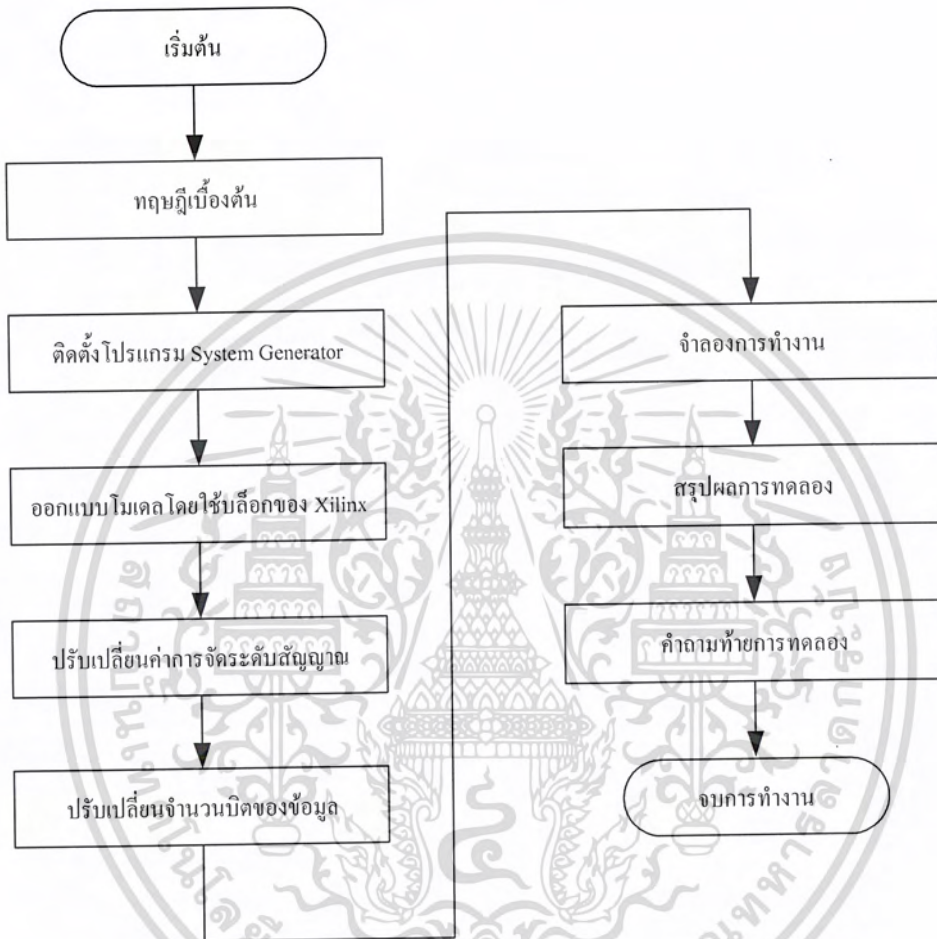 เริ่มต้น
ทฤษฎีเบื้องต้น
ติดตั้งโปรแกรม System Generator
ออกแบบโมเดลโดยใช้บล็อกของ Xilinx
ปรับเปลี่ยนค่าการจัดระดับสัญญาณ
ปรับเปลี่ยนจำนวนบิตของข้อมูล
จำลองการทำงาน
สรุปผลการทดลอง
คำถามท้ายการทดลอง
จบการทำงาน